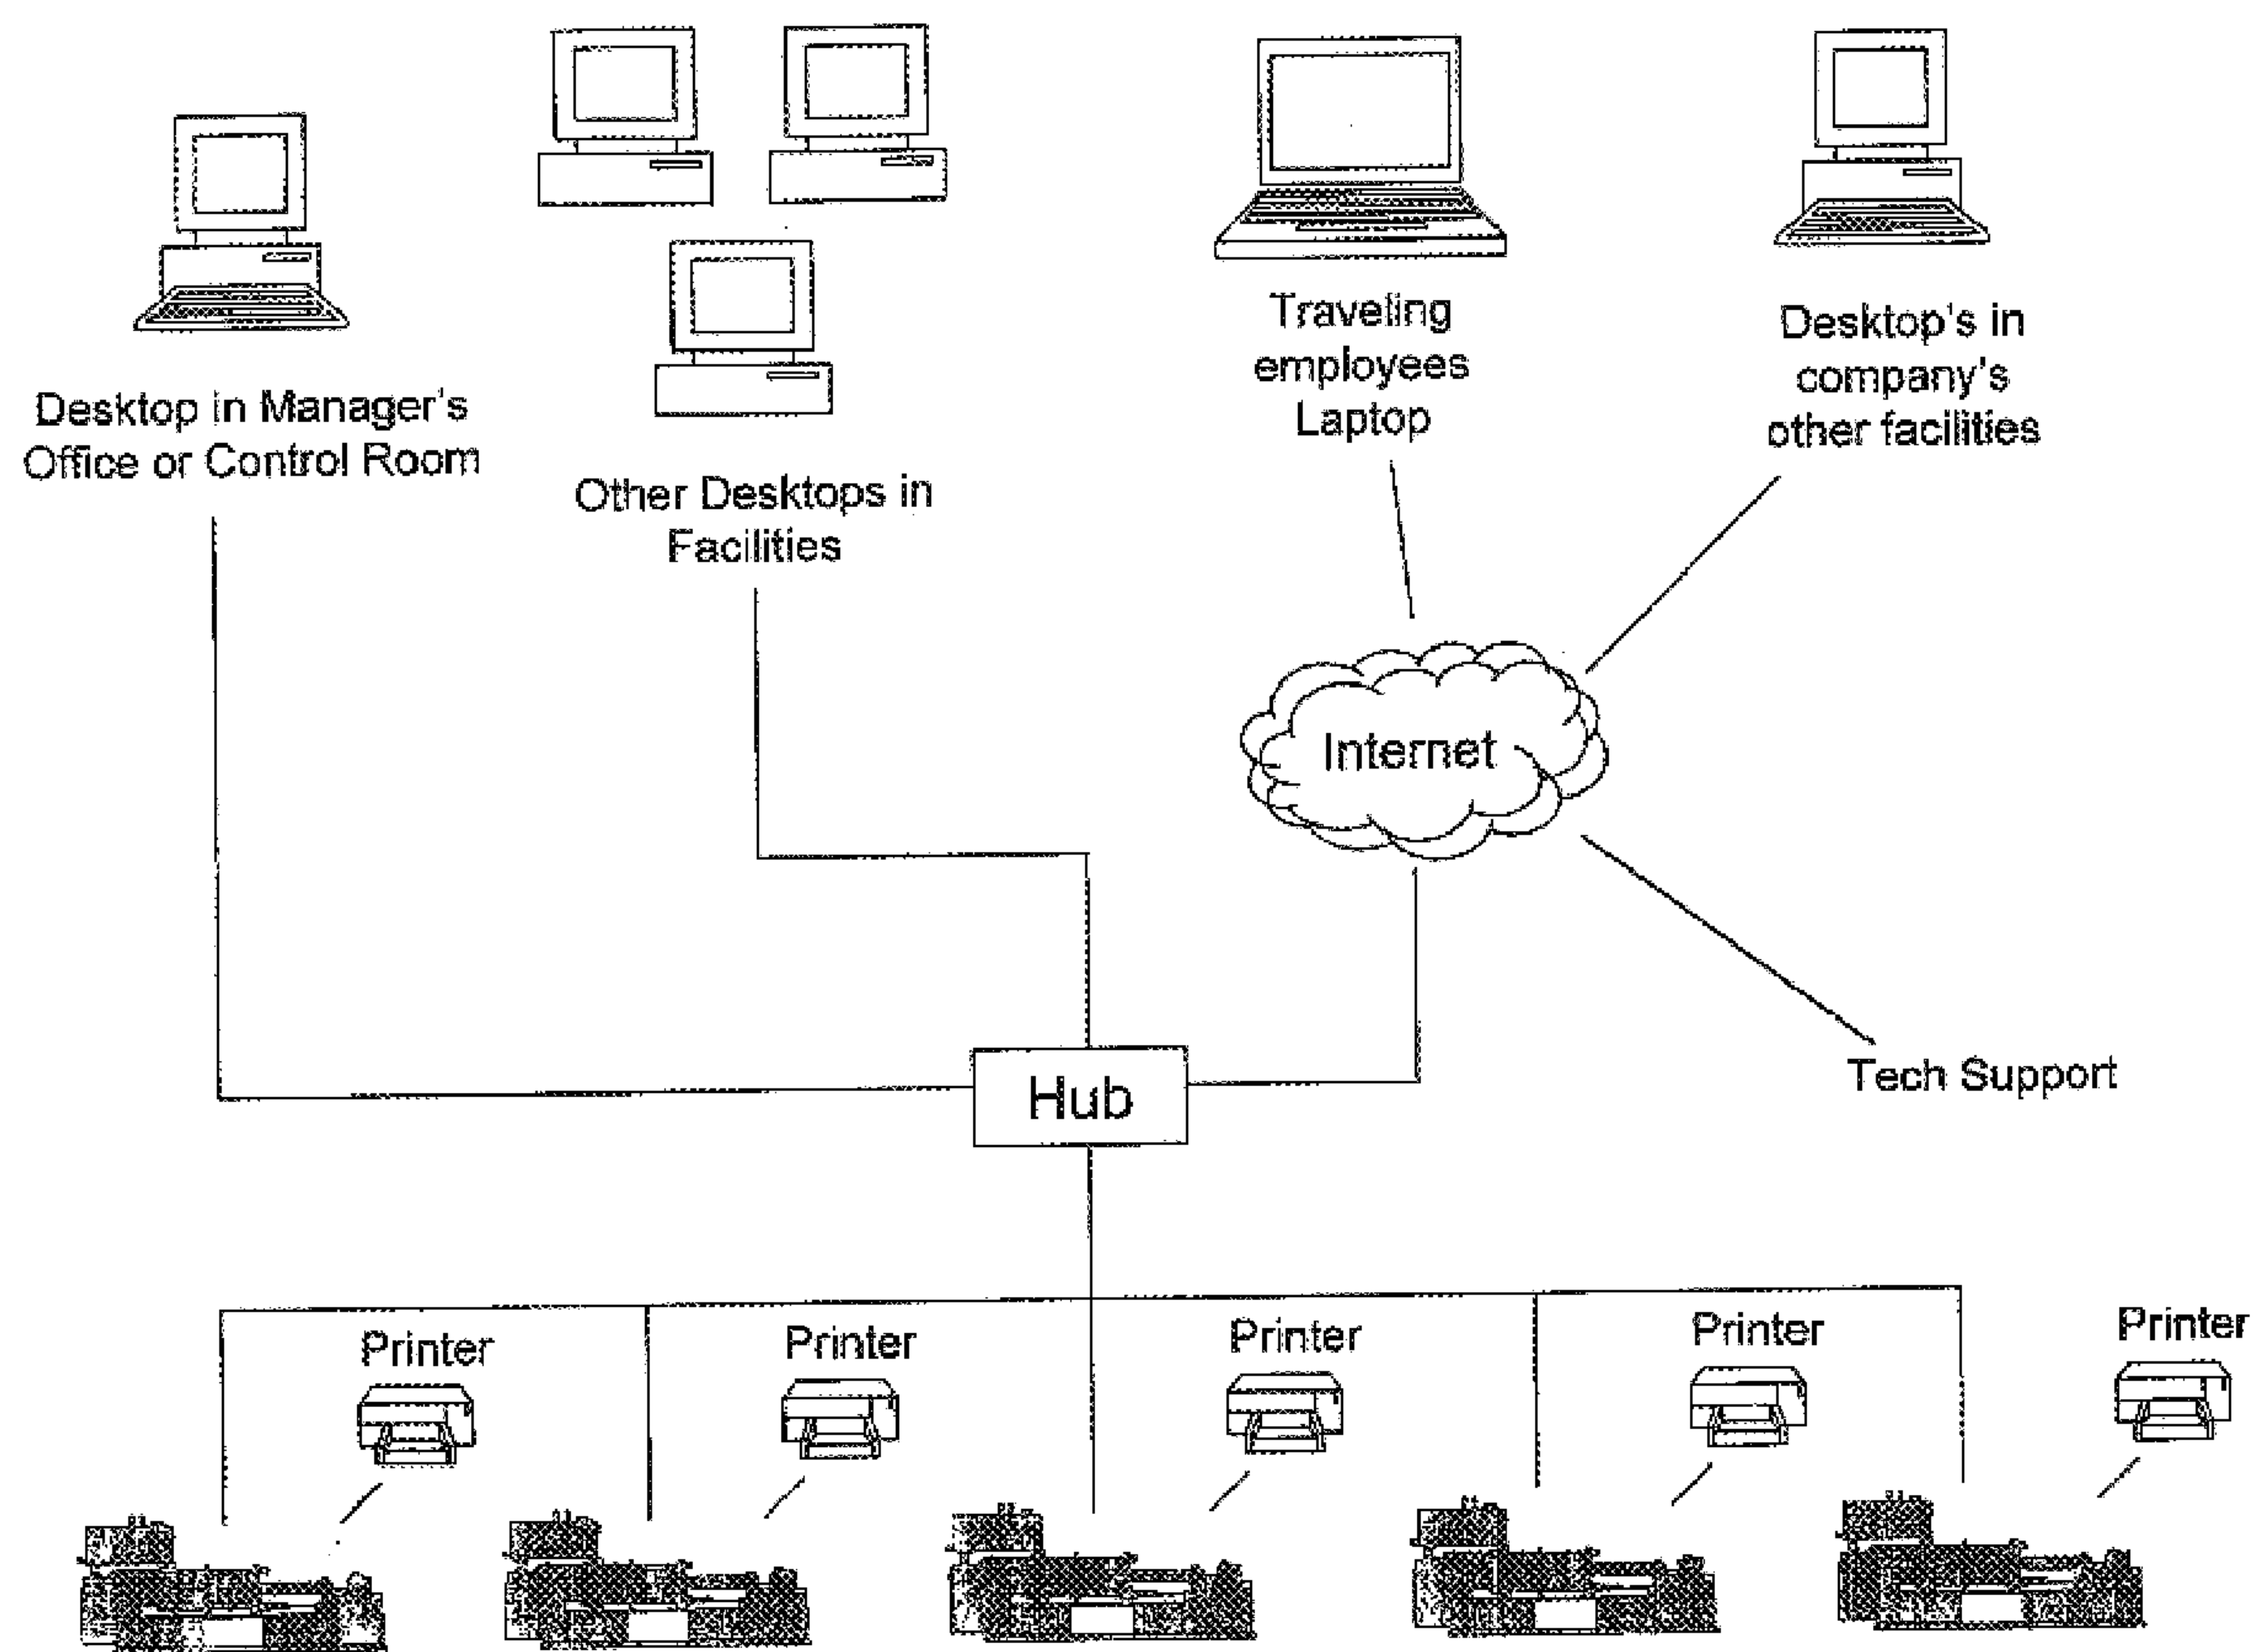 Desktop in Manager's
Office or Control Room
Other Desktops in
Facilities
Traveling
employees
Laptop
Desktop's in
company's
other facilities
Internet
Tech Support
Hub
Printer
Printer
Printer
Printer
Printer